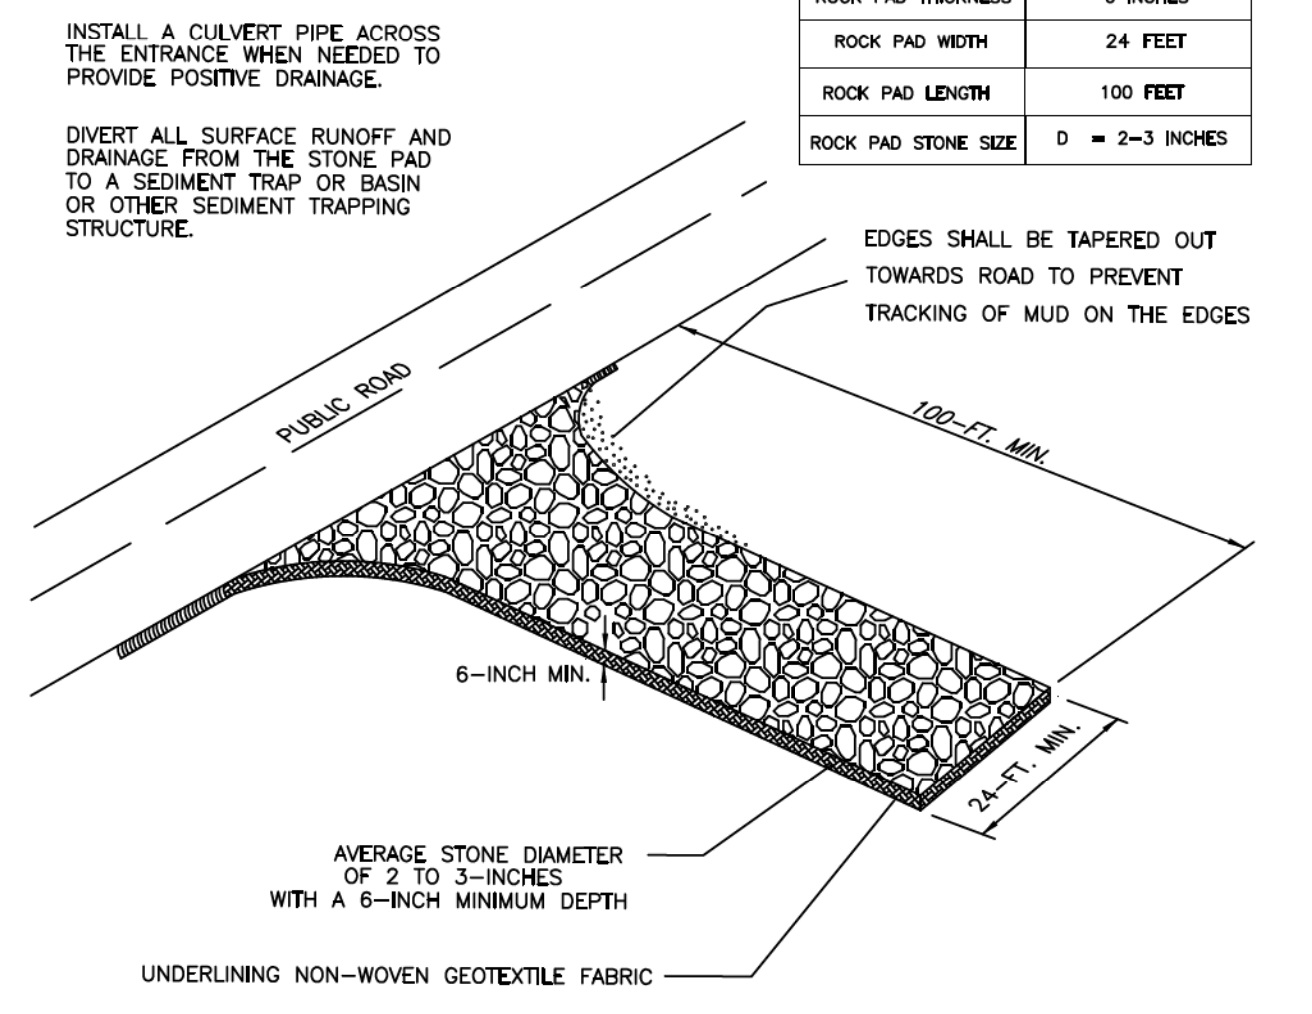 INSTALL A CULVERT PIPE ACROSS
THE ENTRANCE WHEN NEEDED TO
PROVIDE POSITIVE DRAINAGE.
DIVERT ALL SURFACE RUNOFF AND
DRAINAGE FROM THE STONE PAD
TO A SEDIMENT TRAP OR BASIN
OR OTHER SEDIMENT TRAPPING
STRUCTURE.
ROCK PAD THICKNESS INCHES
ROCK PAD WIDTH 24 FEET
ROCK PAD LENGTH 100 FEET
ROCK PAD STONE SIZE D = 2-3 INCHES
EDGES SHALL BE TAPERED OUT
TOWARDS ROAD TO PREVENT
TRACKING OF MUD ON THE EDGES
PUBLIC ROAD
100-FT. MIN.
6-INCH MIN.
24-FT. MIN.
AVERAGE STONE DIAMETER
OF 2 TO 3-INCHES
WITH A 6-INCH MINIMUM DEPTH
UNDERLINING NON-WOVEN GEOTEXTILE FABRIC